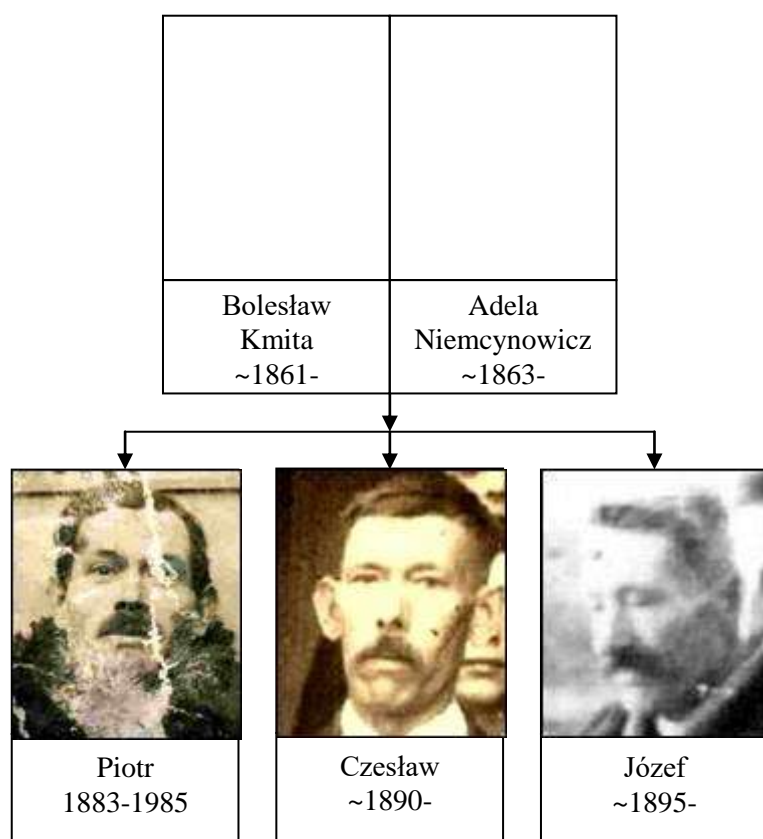 Bolesław
Kmita
~1861-
Adela
Niemcynowicz
~1863-
Piotr
1883-1985
Czesław
~1890-
Józef
~1895-